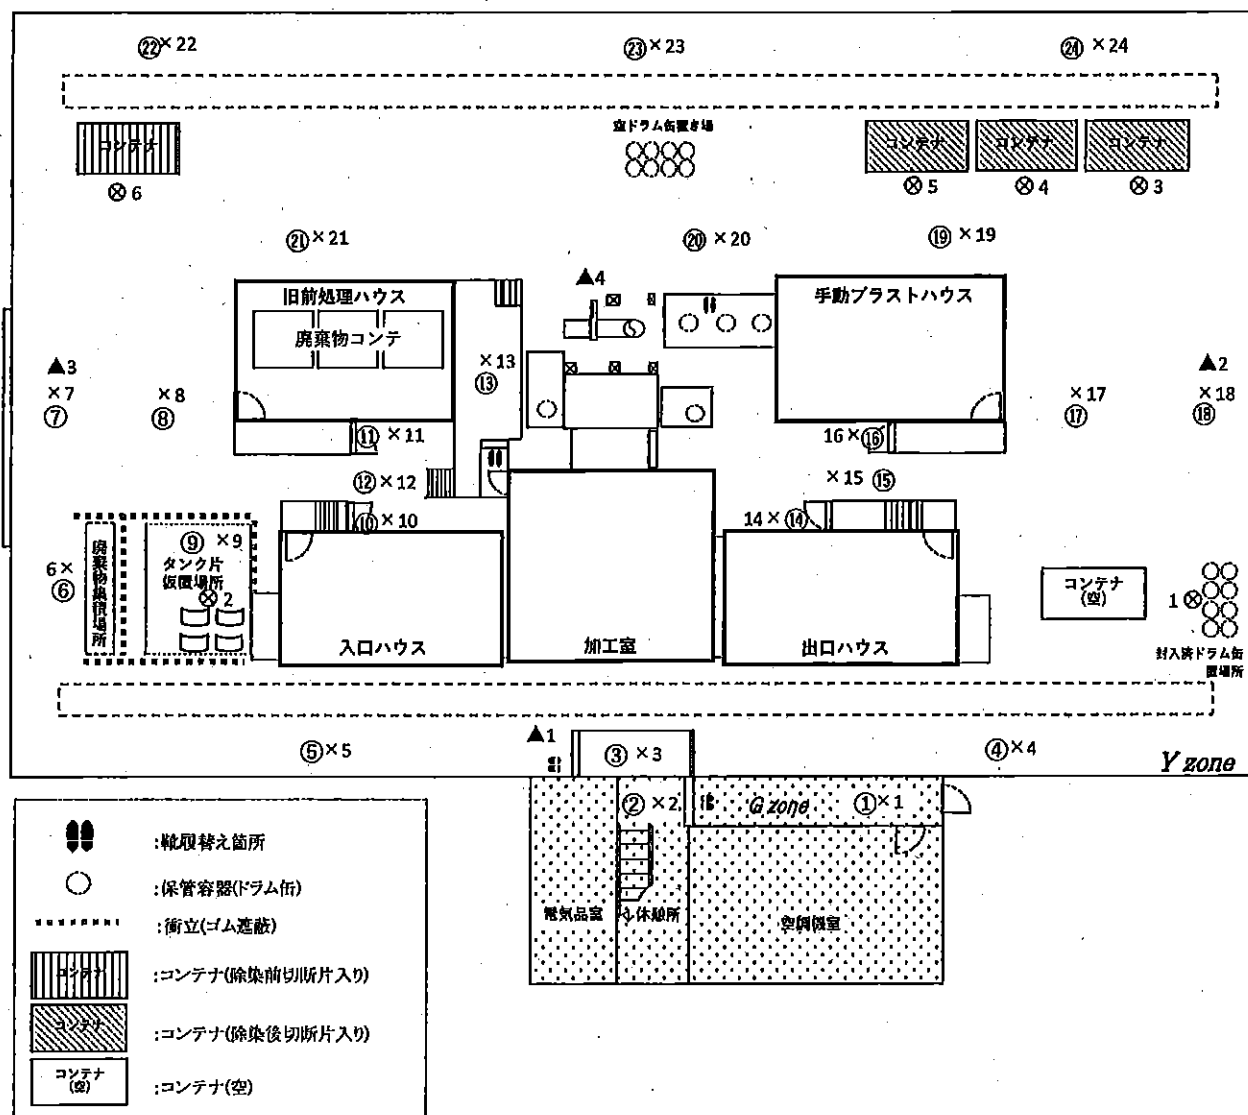 ㉒×22
㉓×23
㉔×24
コンテナ
⊗6
空ドラム缶置き場
コンテナ
コンテナ
コンテナ
⊗5
⊗4
⊗3
㉑×21
⑳×20
⑲×19
旧前処理ハウス
廃棄物コンテ
▲4
手動ブラストハウス
×13
⑬
▲3
×7
⑦
×8
⑧
▲2
×18
⑱
×17
⑰
⑪×11
16×⑯
⑫×12
×15⑮
⑩×10
14×⑭
6×
⑥
廃棄物集積場所
⑨×9
タンク片
仮置場所
⊗2
入口ハウス
加工室
出口ハウス
コンテナ
(空)
1⊗
封入済ドラム缶
置場所
⑤×5
▲1
③×3
④×4
Y zone
②×2
G zone
①×1
電気品室
休憩所
空調機室
:靴履替え箇所
:保管容器(ドラム缶)
:衝立(ゴム遮蔽)
コンテナ
:コンテナ(除染前切断片入り)
コンテナ
:コンテナ(除染後切断片入り)
コンテナ
(空)
:コンテナ(空)